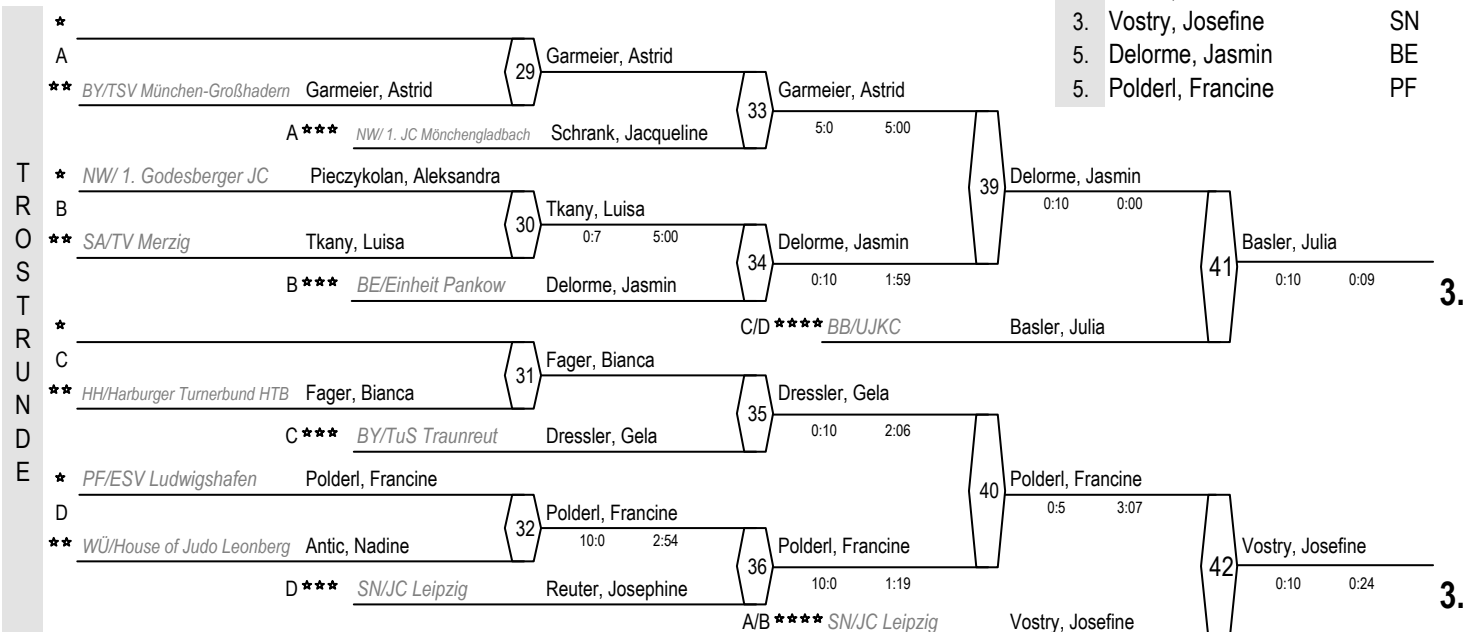 3. Vostry, Josefine SN
5. Delorme, Jasmin BE
5. Polderl, Francine PF
TROSTRUNDE
*
A
** BY/TSV München-Großhadern Garmeier, Astrid
29
Garmeier, Astrid
A *** NW/ 1. JC Mönchengladbach Schrank, Jacqueline
33
Garmeier, Astrid
5:0 5:00
* NW/ 1. Godesberger JC Pieczykolan, Aleksandra
B
** SA/TV Merzig Tkany, Luisa
30
Tkany, Luisa
0:7 5:00
B *** BE/Einheit Pankow Delorme, Jasmin
34
Delorme, Jasmin
0:10 1:59
39
Delorme, Jasmin
0:10 0:00
C/D **** BB/UJKC Basler, Julia
41
Basler, Julia
0:10 0:09
3.
*
C
** HH/Harburger Turnerbund HTB Fager, Bianca
31
Fager, Bianca
C *** BY/TuS Traunreut Dressler, Gela
35
Dressler, Gela
0:10 2:06
* PF/ESV Ludwigshafen Polderl, Francine
D
** WÜ/House of Judo Leonberg Antic, Nadine
32
Polderl, Francine
10:0 2:54
D *** SN/JC Leipzig Reuter, Josephine
36
Polderl, Francine
10:0 1:19
40
Polderl, Francine
0:5 3:07
A/B **** SN/JC Leipzig Vostry, Josefine
42
Vostry, Josefine
0:10 0:24
3.